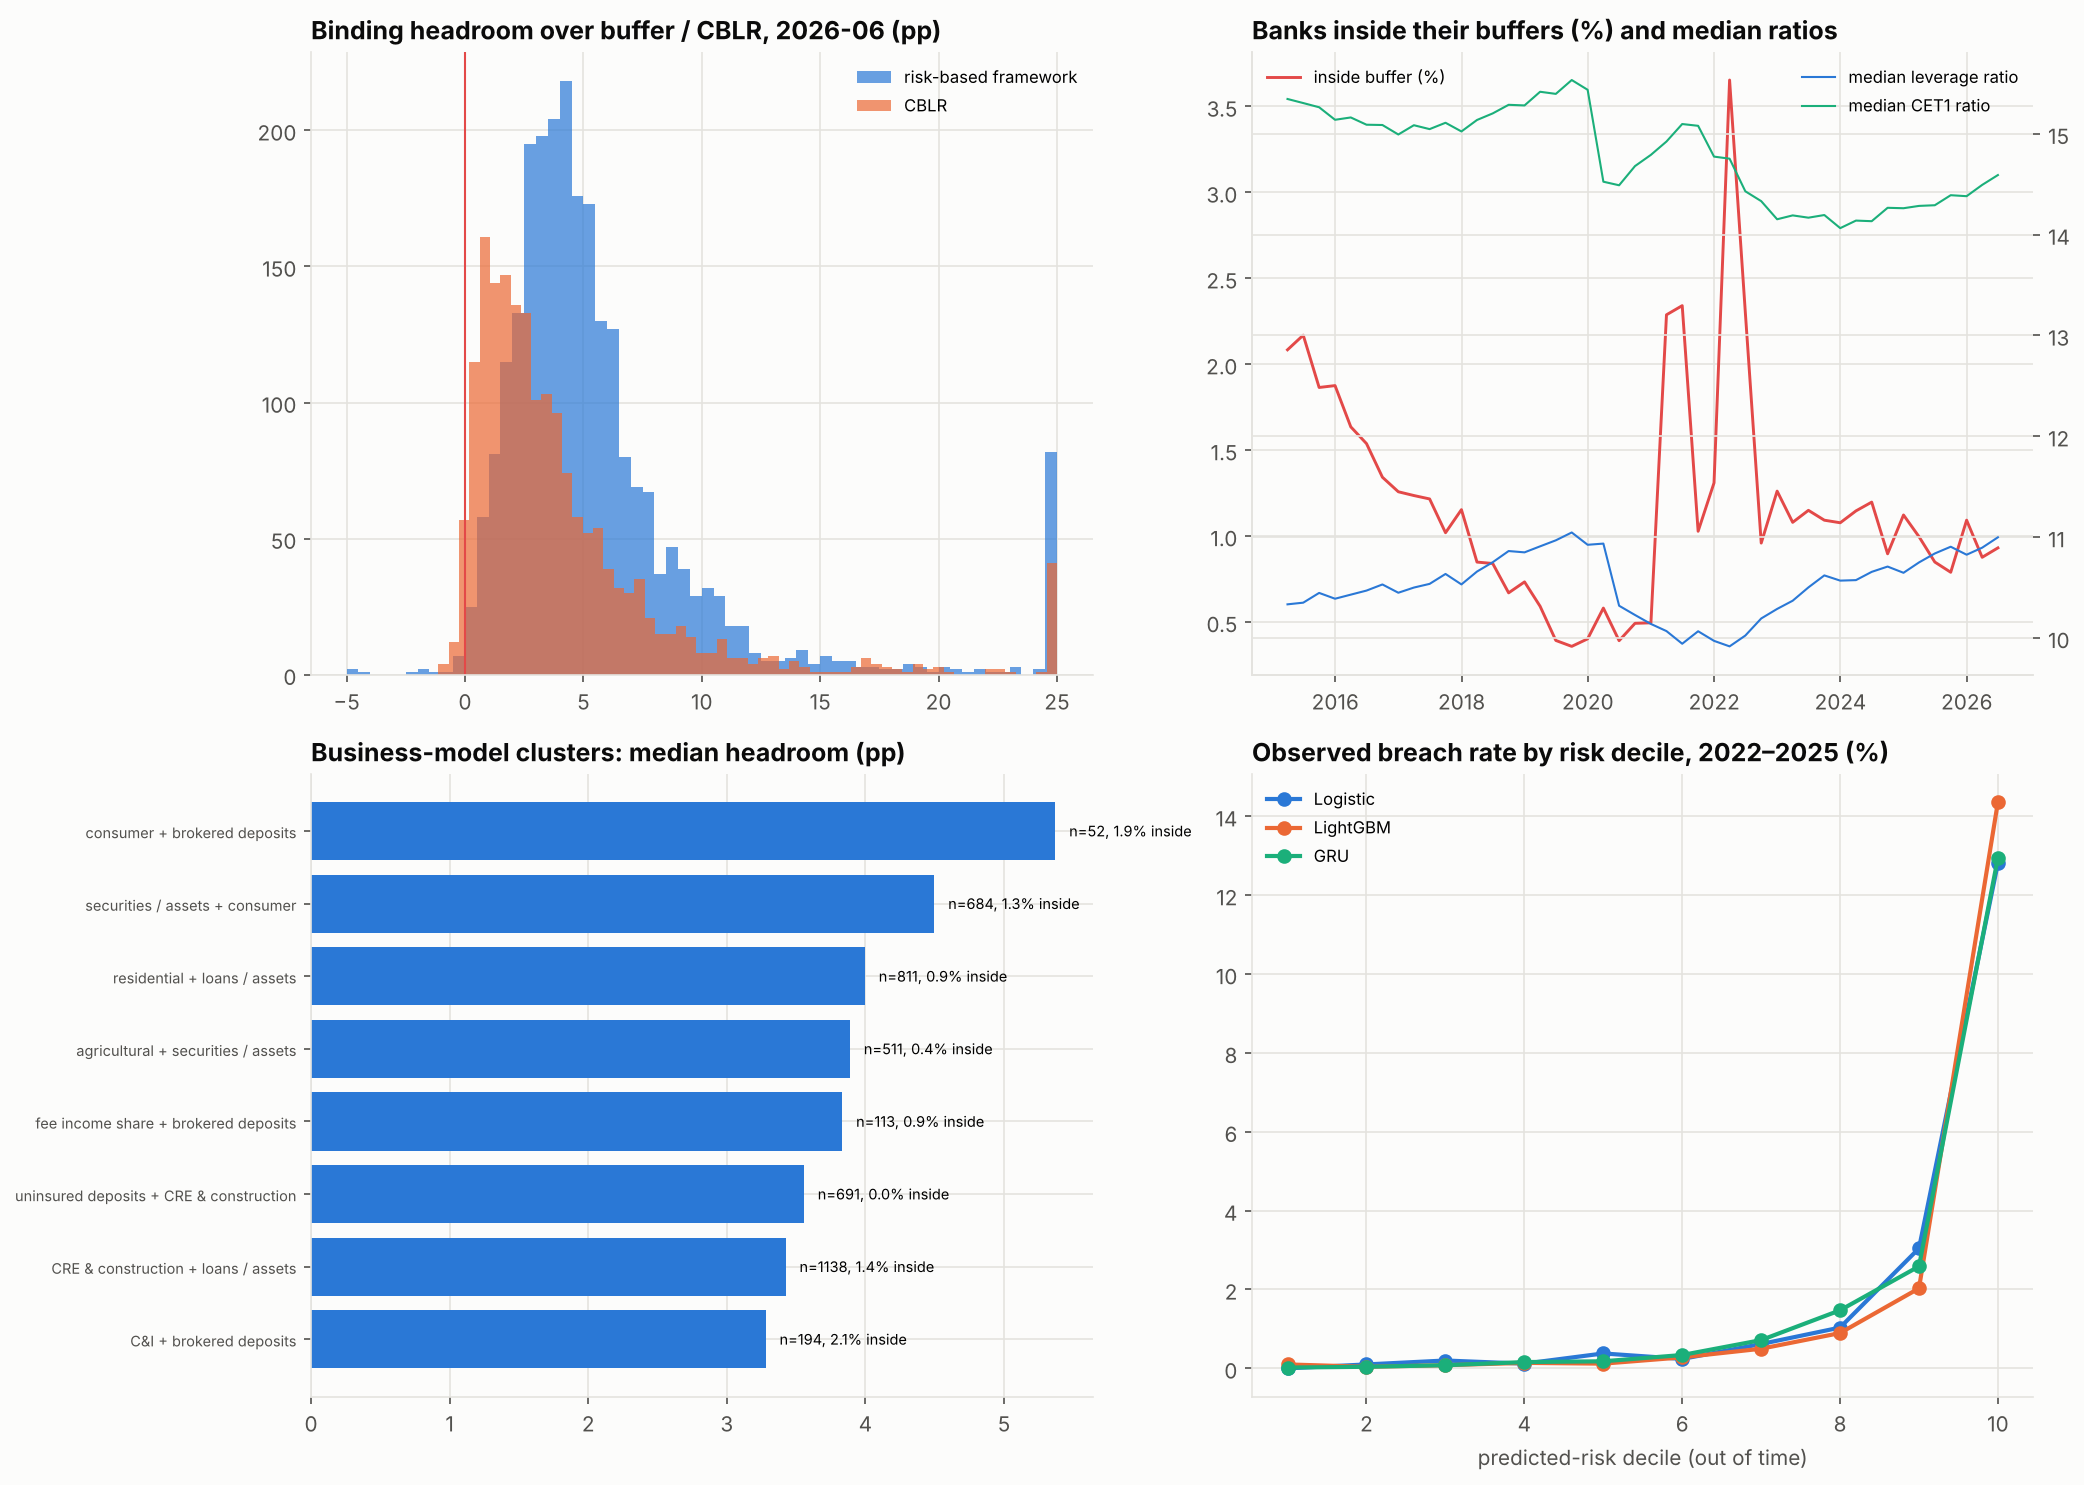 Binding headroom over buffer / CBLR, 2026-06 (pp)
risk-based framework
CBLR
200
150
100
50
0
−5
0
5
10
15
20
25
Banks inside their buffers (%) and median ratios
inside buffer (%)
median leverage ratio
median CET1 ratio
3.5
3.0
2.5
2.0
1.5
1.0
0.5
15
14
13
12
11
10
2016
2018
2020
2022
2024
2026
Business-model clusters: median headroom (pp)
consumer + brokered deposits
n=52, 1.9% inside
securities / assets + consumer
n=684, 1.3% inside
residential + loans / assets
n=811, 0.9% inside
agricultural + securities / assets
n=511, 0.4% inside
fee income share + brokered deposits
n=113, 0.9% inside
uninsured deposits + CRE & construction
n=691, 0.0% inside
CRE & construction + loans / assets
n=1138, 1.4% inside
C&I + brokered deposits
n=194, 2.1% inside
0
1
2
3
4
5
Observed breach rate by risk decile, 2022–2025 (%)
Logistic
LightGBM
GRU
14
12
10
8
6
4
2
0
2
4
6
8
10
predicted-risk decile (out of time)